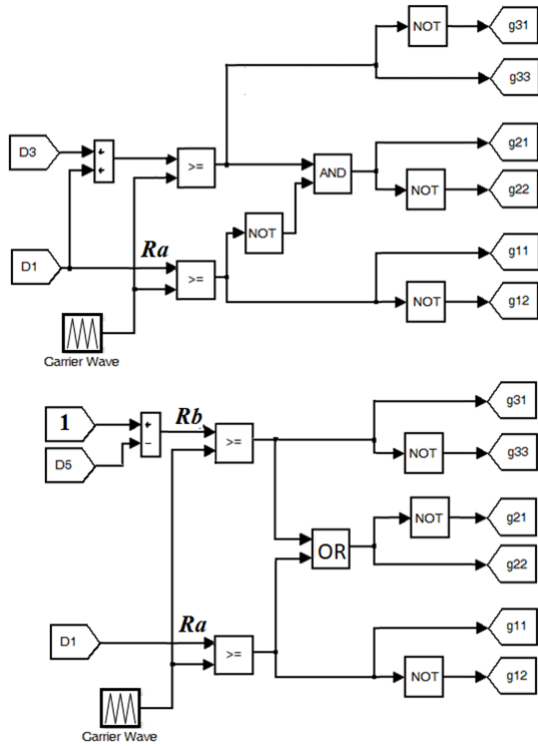 NOT
g31
g33
D3
>=
g21
AND
NOT
g22
NOT
D1
Ra
>=
g11
NOT
g12
Carrier Wave
1
Rb
>=
g31
D5
NOT
g33
NOT
g21
OR
g22
D1
Ra
>=
g11
NOT
g12
Carrier Wave